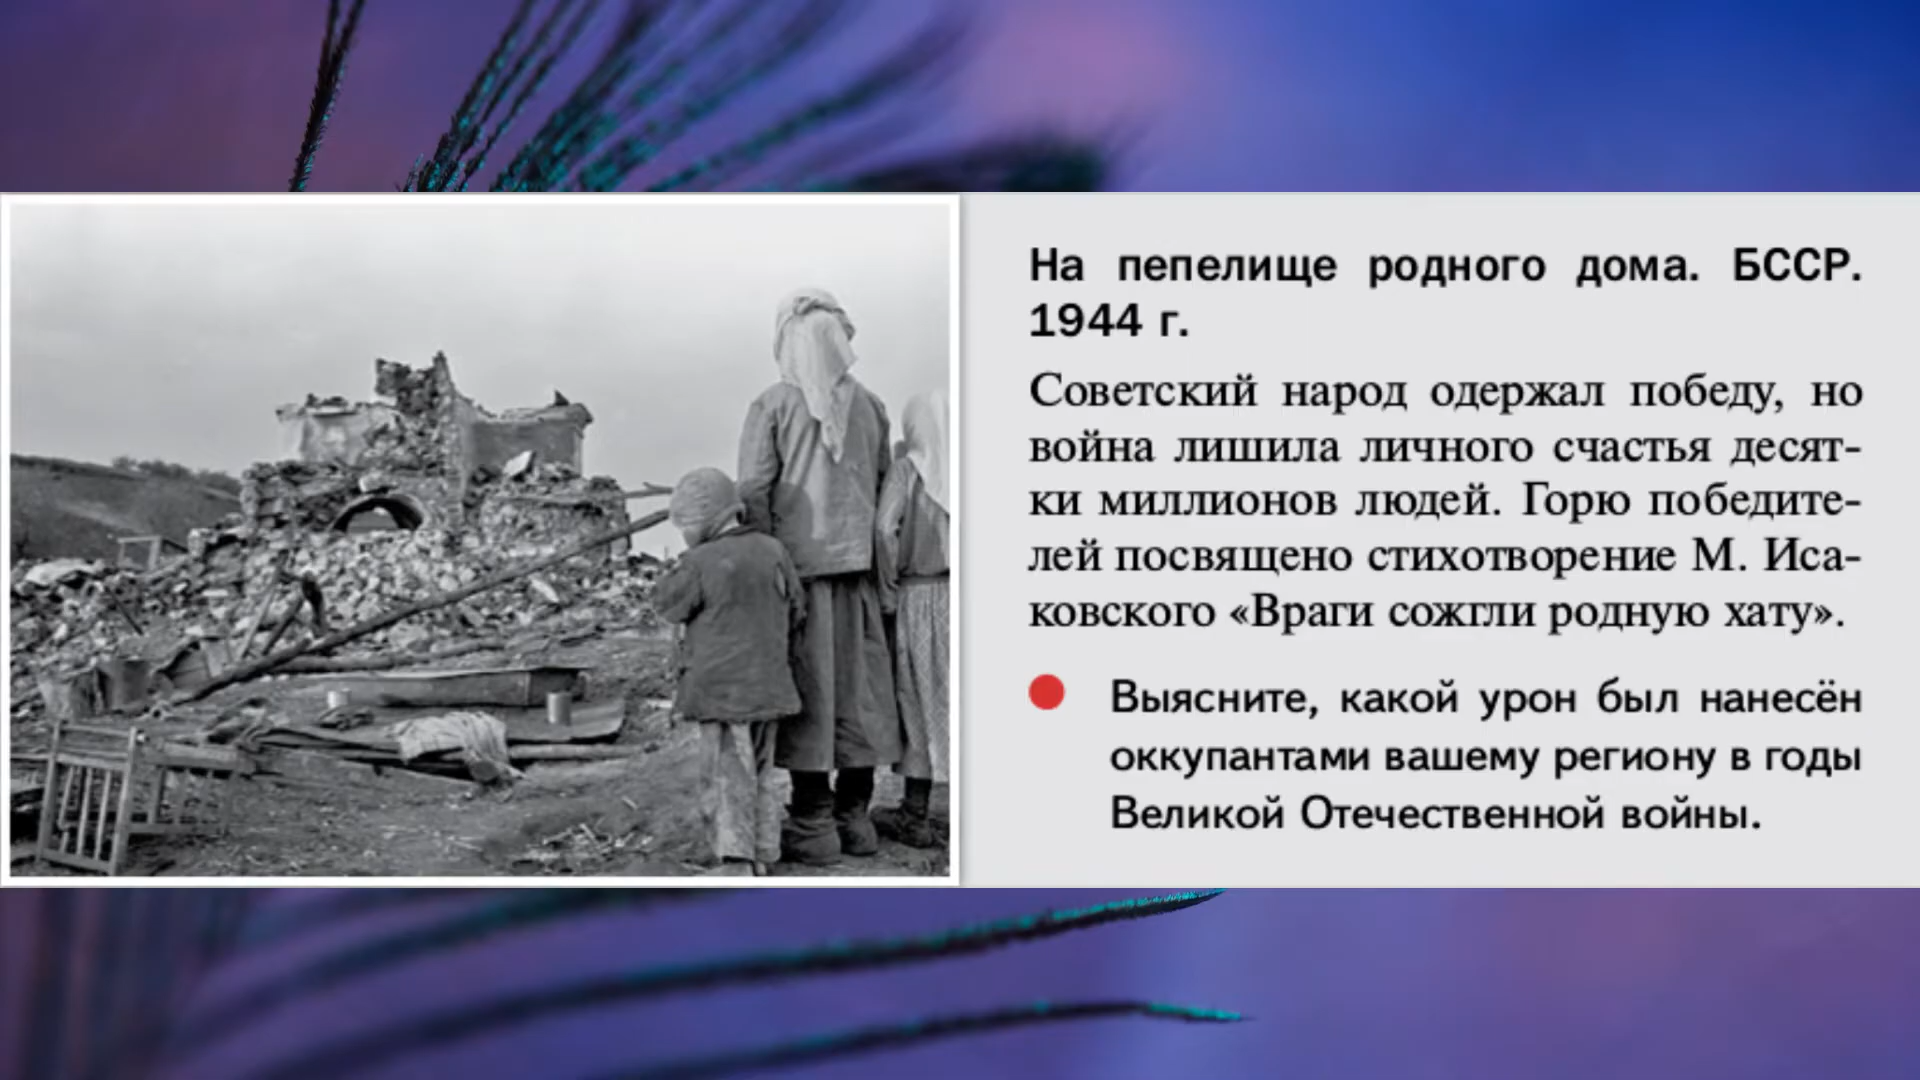 На пепелище родного дома. БССР.
1944 г.
Советский народ одержал победу, но
война лишила личного счастья десят-
ки миллионов людей. Горю победите-
лей посвящено стихотворение М. Иса-
ковского «Враги сожгли родную хату».
Выясните, какой урон был нанесён
оккупантами вашему региону в годы
Великой Отечественной войны.